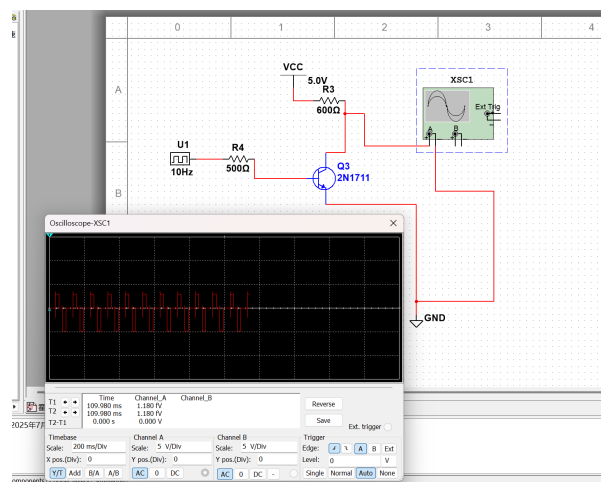 0 1 2 3 4
A
B
VCC
5.0V
R3
600Ω
XSC1
Ext Trig
A B
U1
10Hz
R4
500Ω
Q3
2N1711
GND
Oscilloscope-XSC1
Time Channel_A Channel_B
T1 109.980 ms 1.180 fV
T2 109.980 ms 1.180 fV
T2-T1 0.000 s 0.000 V
Reverse
Save
Ext. trigger
Timebase
Scale: 200 ms/Div
X pos.(Div): 0
Y/T Add B/A A/B
Channel A
Scale: 5 V/Div
Y pos.(Div): 0
AC 0 DC
Channel B
Scale: 5 V/Div
Y pos.(Div): 0
AC 0 DC -
Trigger
Edge: A B Ext
Level: 0 V
Single Normal Auto None
2025年7